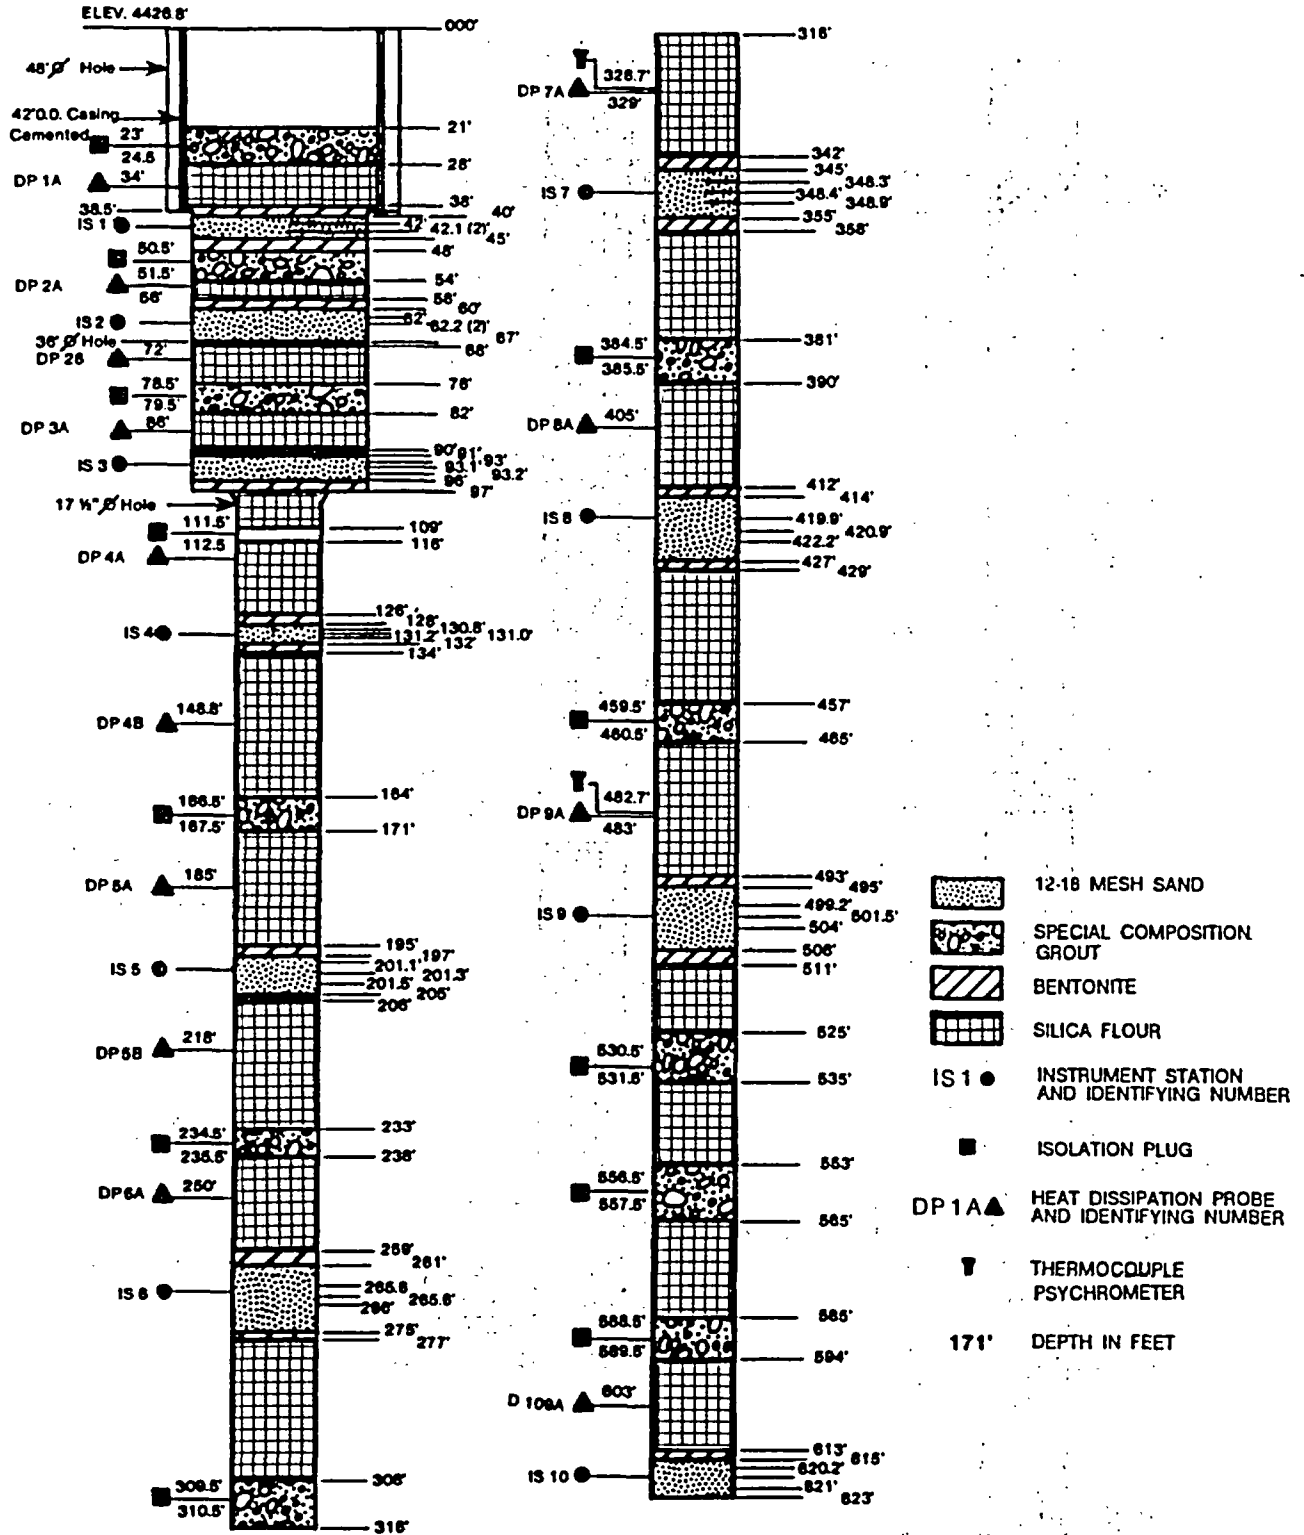 ELEV. 4426.8'
000'
48'Ø Hole
42"O.D. Casing
Cemented
23'
24.5
21'
28'
DP 1A
34'
38'
38.5'
40'
IS 1
42'
42.1 (2)'
45'
48'
50.5'
51.5'
54'
DP 2A
56'
58'
60'
IS 2
62'
62.2 (2)'
67'
36'Ø Hole
68'
DP 26
72'
76'
78.5'
79.5'
82'
DP 3A
86'
90'
91'
IS 3
93'
93.1'
93.2'
96'
97'
17 ½"Ø Hole
111.5'
109'
112.5
116'
DP 4A
126'
128'
IS 4
130.8'
131.2'
131.0'
132'
134'
DP 4B
148.8'
164'
166.5'
167.5'
171'
DP 5A
185'
195'
197'
IS 5
201.1'
201.3'
201.5'
205'
206'
DP5B
218'
233'
234.5'
235.5'
238'
DP6A
250'
259'
261'
IS 6
265.8
265.6'
266'
275'
277'
308'
309.5'
310.5'
316'
316'
328.7'
DP 7A
329'
342'
345'
348.3'
IS 7
348.4'
348.9'
355'
358'
381'
384.5'
385.5'
390'
DP 8A
405'
412'
414'
IS 8
419.9'
420.9'
422.2'
427'
429'
457'
459.5'
460.5'
465'
482.7'
DP 9A
483'
493'
495'
499.2'
IS 9
501.5'
504'
508'
511'
525'
530.5'
531.5'
535'
553'
556.5'
557.5'
565'
585'
588.5'
589.5'
594'
D 109A
603'
613'
615'
620.2'
IS 10
621'
623'
12-18 MESH SAND
SPECIAL COMPOSITION
GROUT
BENTONITE
SILICA FLOUR
IS 1
INSTRUMENT STATION
AND IDENTIFYING NUMBER
ISOLATION PLUG
DP 1A
HEAT DISSIPATION PROBE
AND IDENTIFYING NUMBER
THERMOCOUPLE
PSYCHROMETER
171'
DEPTH IN FEET